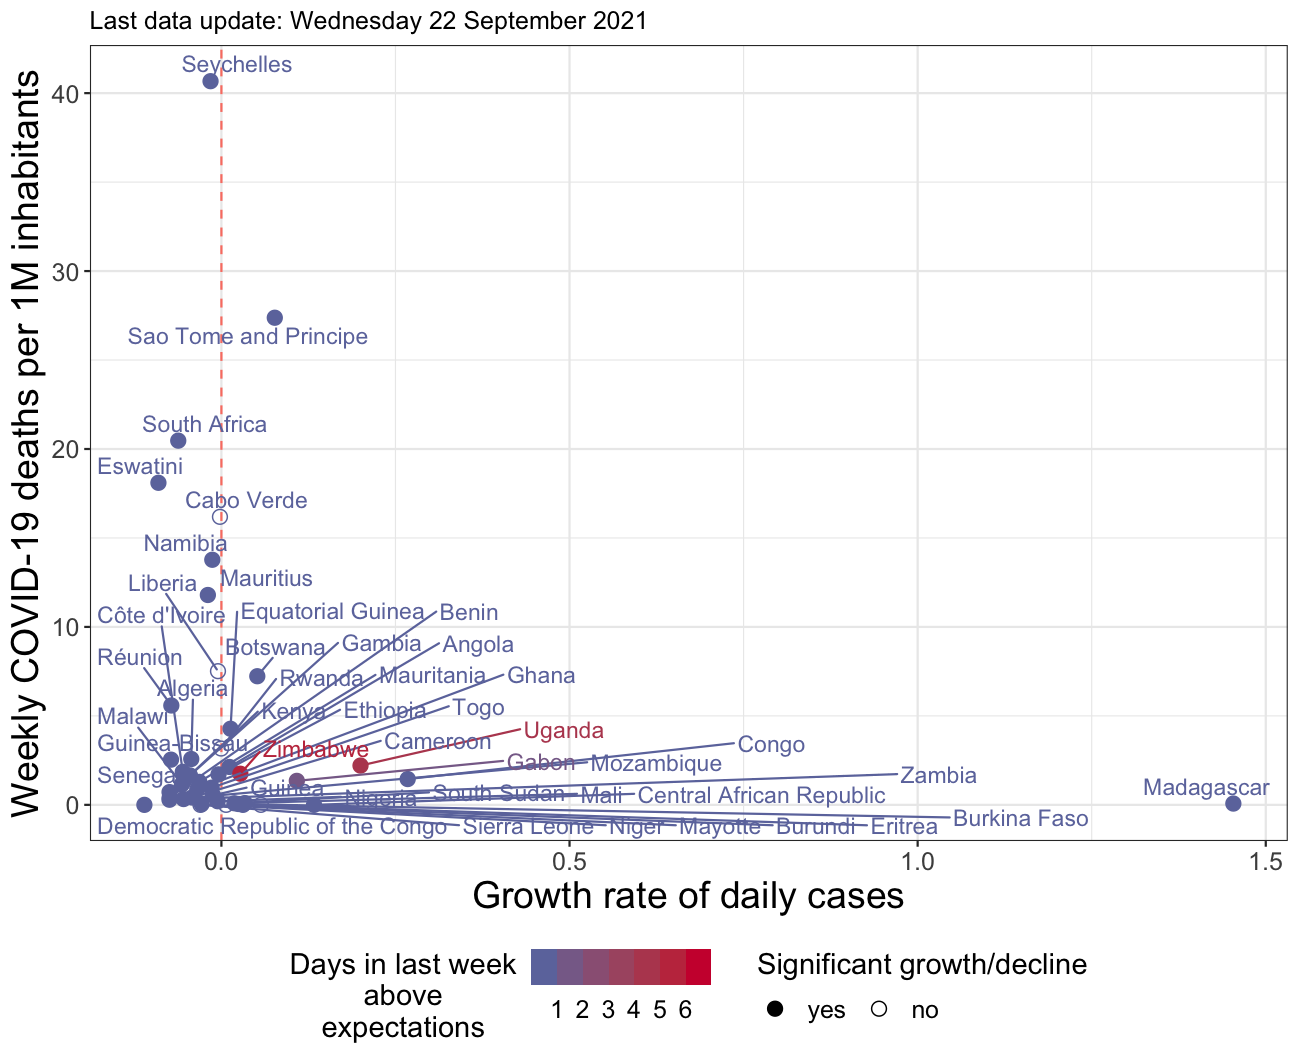 Last data update: Wednesday 22 September 2021
Weekly COVID-19 deaths per 1M inhabitants
40
30
20
10
0
Seychelles
Sao Tome and Principe
South Africa
Eswatini
Cabo Verde
Namibia
Liberia
Mauritius
Côte d'Ivoire
Equatorial Guinea
Benin
Réunion
Botswana
Gambia
Angola
Algeria
Rwanda
Mauritania
Ghana
Malawi
Kenya
Ethiopia
Togo
Guinea-Bissau
Zimbabwe
Cameroon
Uganda
Congo
Senegal
Gabon
Mozambique
Zambia
Guinea
Nigeria
South Sudan
Mali
Central African Republic
Madagascar
Burkina Faso
Democratic Republic of the Congo
Sierra Leone
Niger
Mayotte
Burundi
Eritrea
0.0
0.5
1.0
1.5
Growth rate of daily cases
Days in last week
above
expectations
1 2 3 4 5 6
Significant growth/decline
yes
no